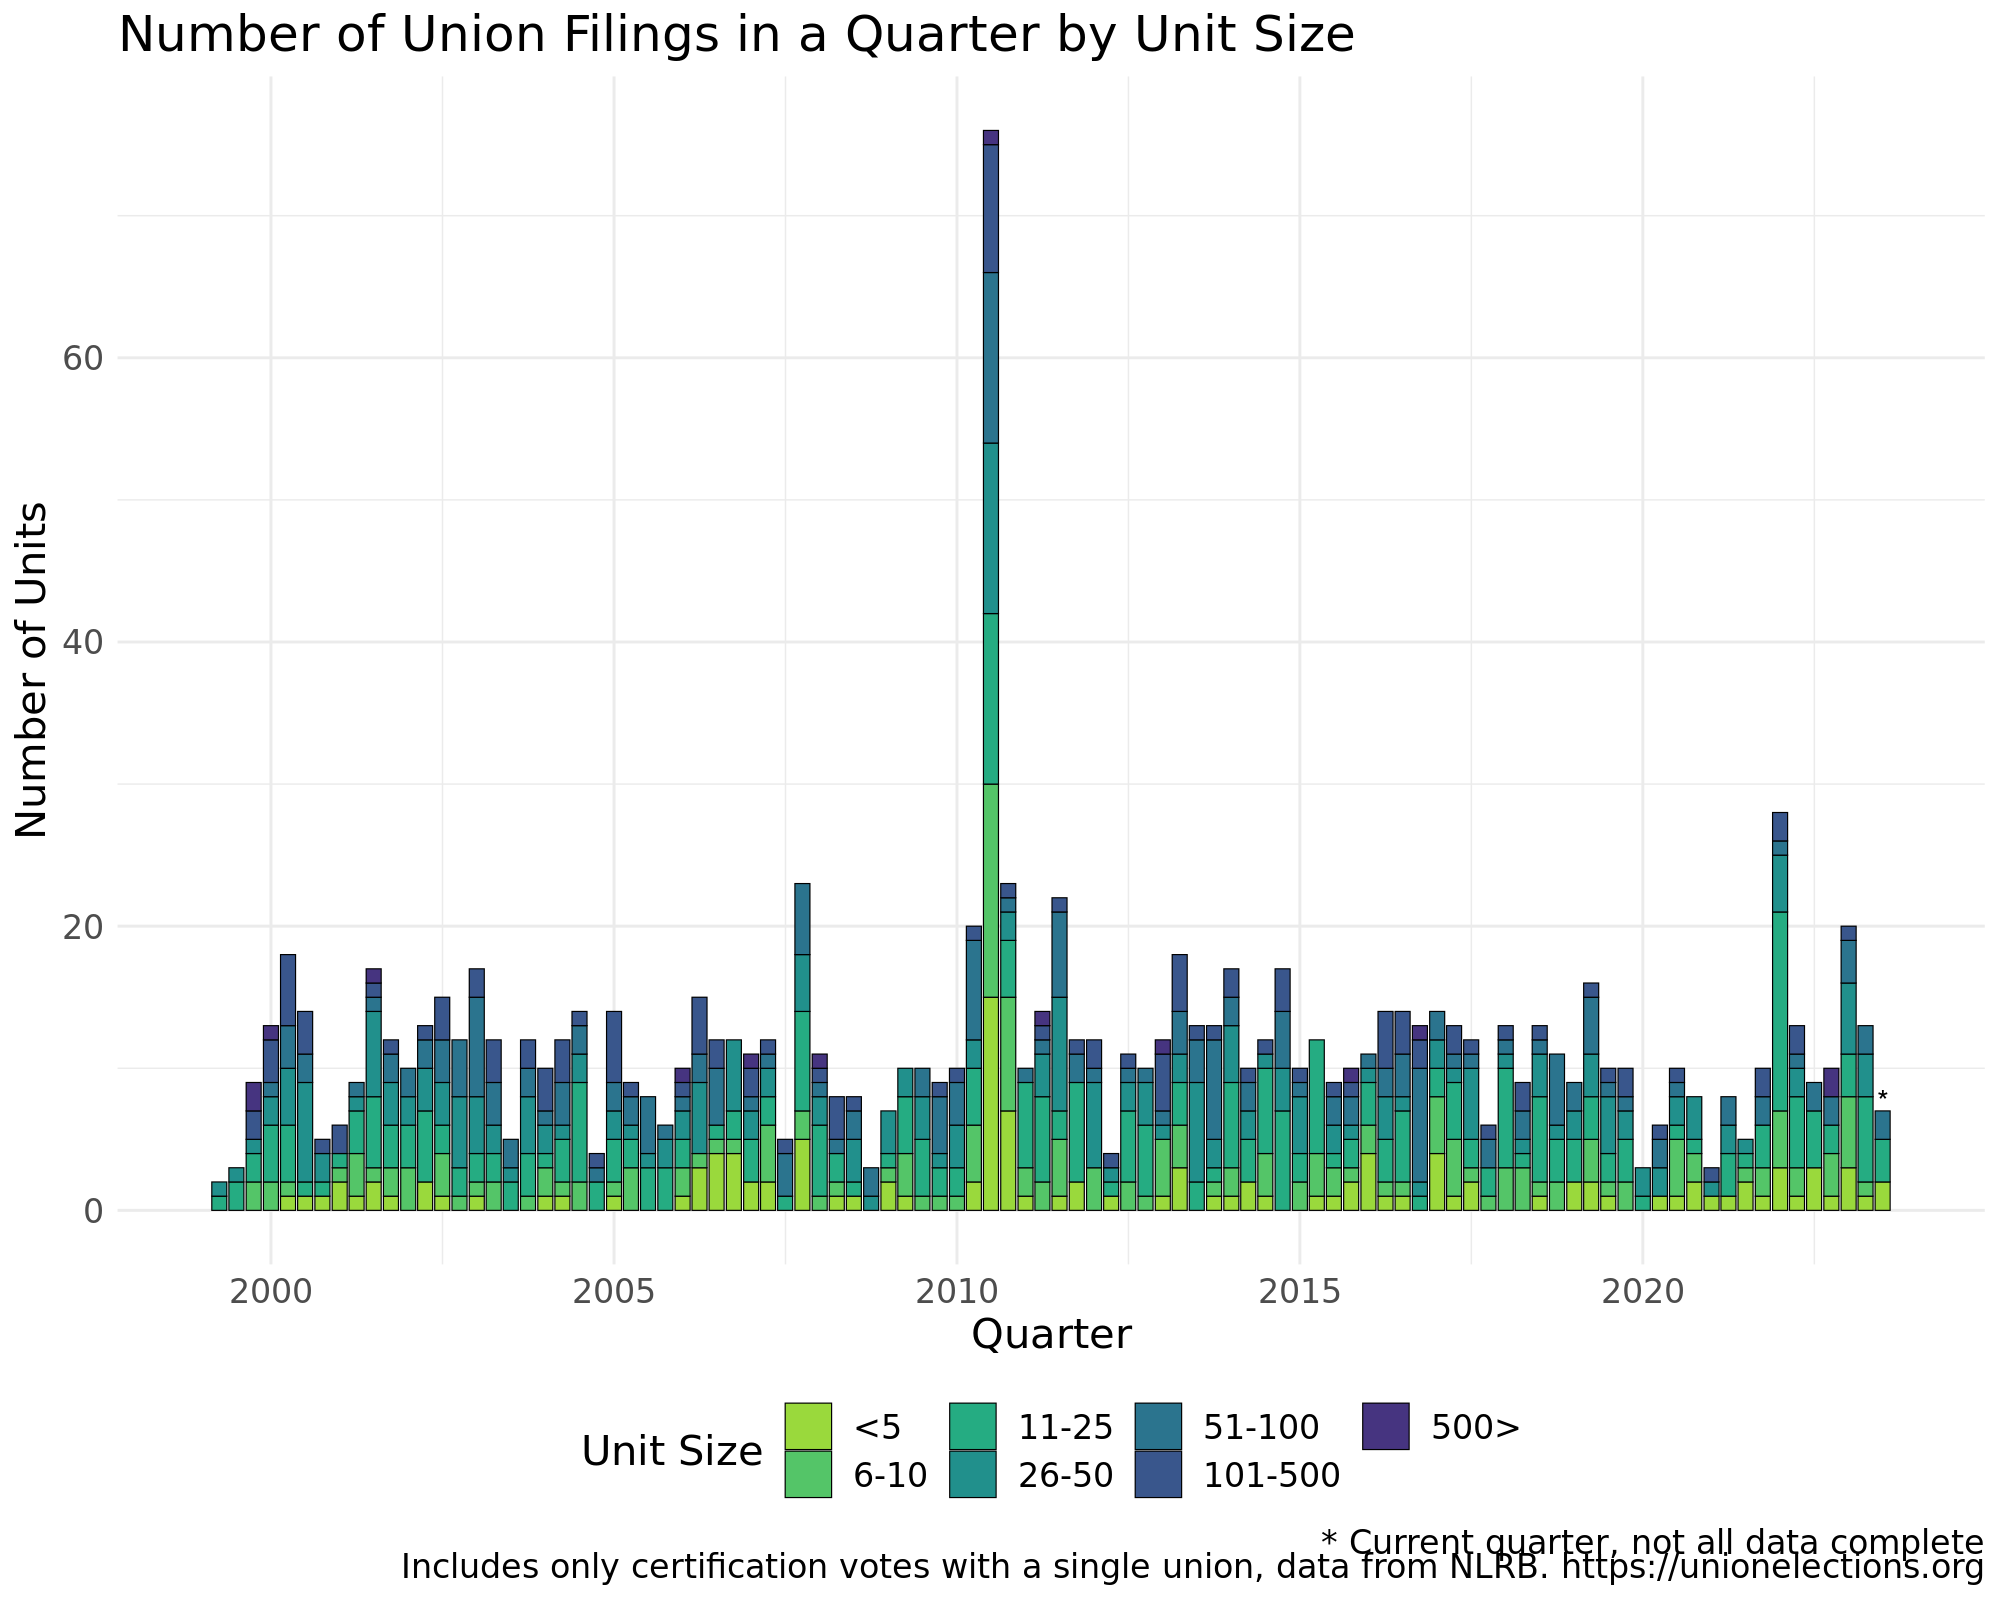 Number of Union Filings in a Quarter by Unit Size
Number of Units
60
40
20
0
*
2000 2005 2010 2015 2020
Quarter
Unit Size
<5 11-25 51-100 500>
6-10 26-50 101-500
* Current quarter, not all data complete
Includes only certification votes with a single union, data from NLRB. https://unionelections.org